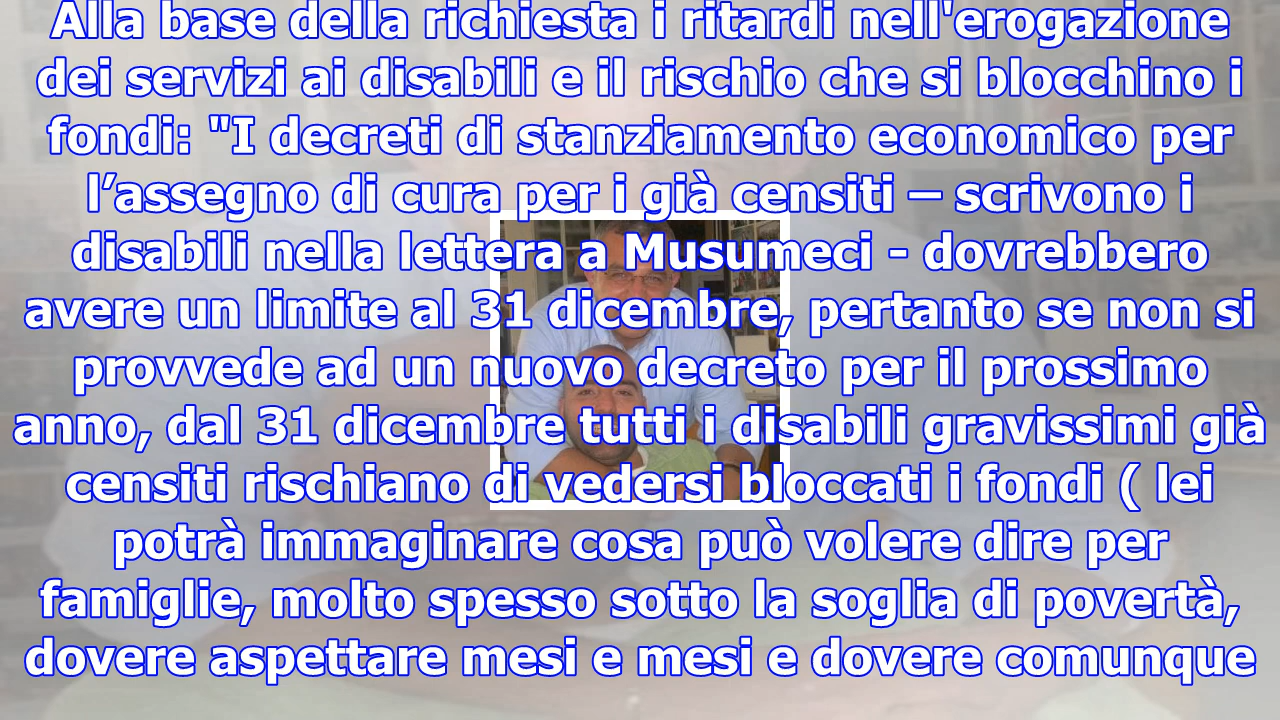 Alla base della richiesta i ritardi nell'erogazione
dei servizi ai disabili e il rischio che si blocchino i
fondi: "I decreti di stanziamento economico per
l’assegno di cura per i già censiti – scrivono i
disabili nella lettera a Musumeci - dovrebbero
avere un limite al 31 dicembre, pertanto se non si
provvede ad un nuovo decreto per il prossimo
anno, dal 31 dicembre tutti i disabili gravissimi già
censiti rischiano di vedersi bloccati i fondi ( lei
potrà immaginare cosa può volere dire per
famiglie, molto spesso sotto la soglia di povertà,
dovere aspettare mesi e mesi e dovere comunque